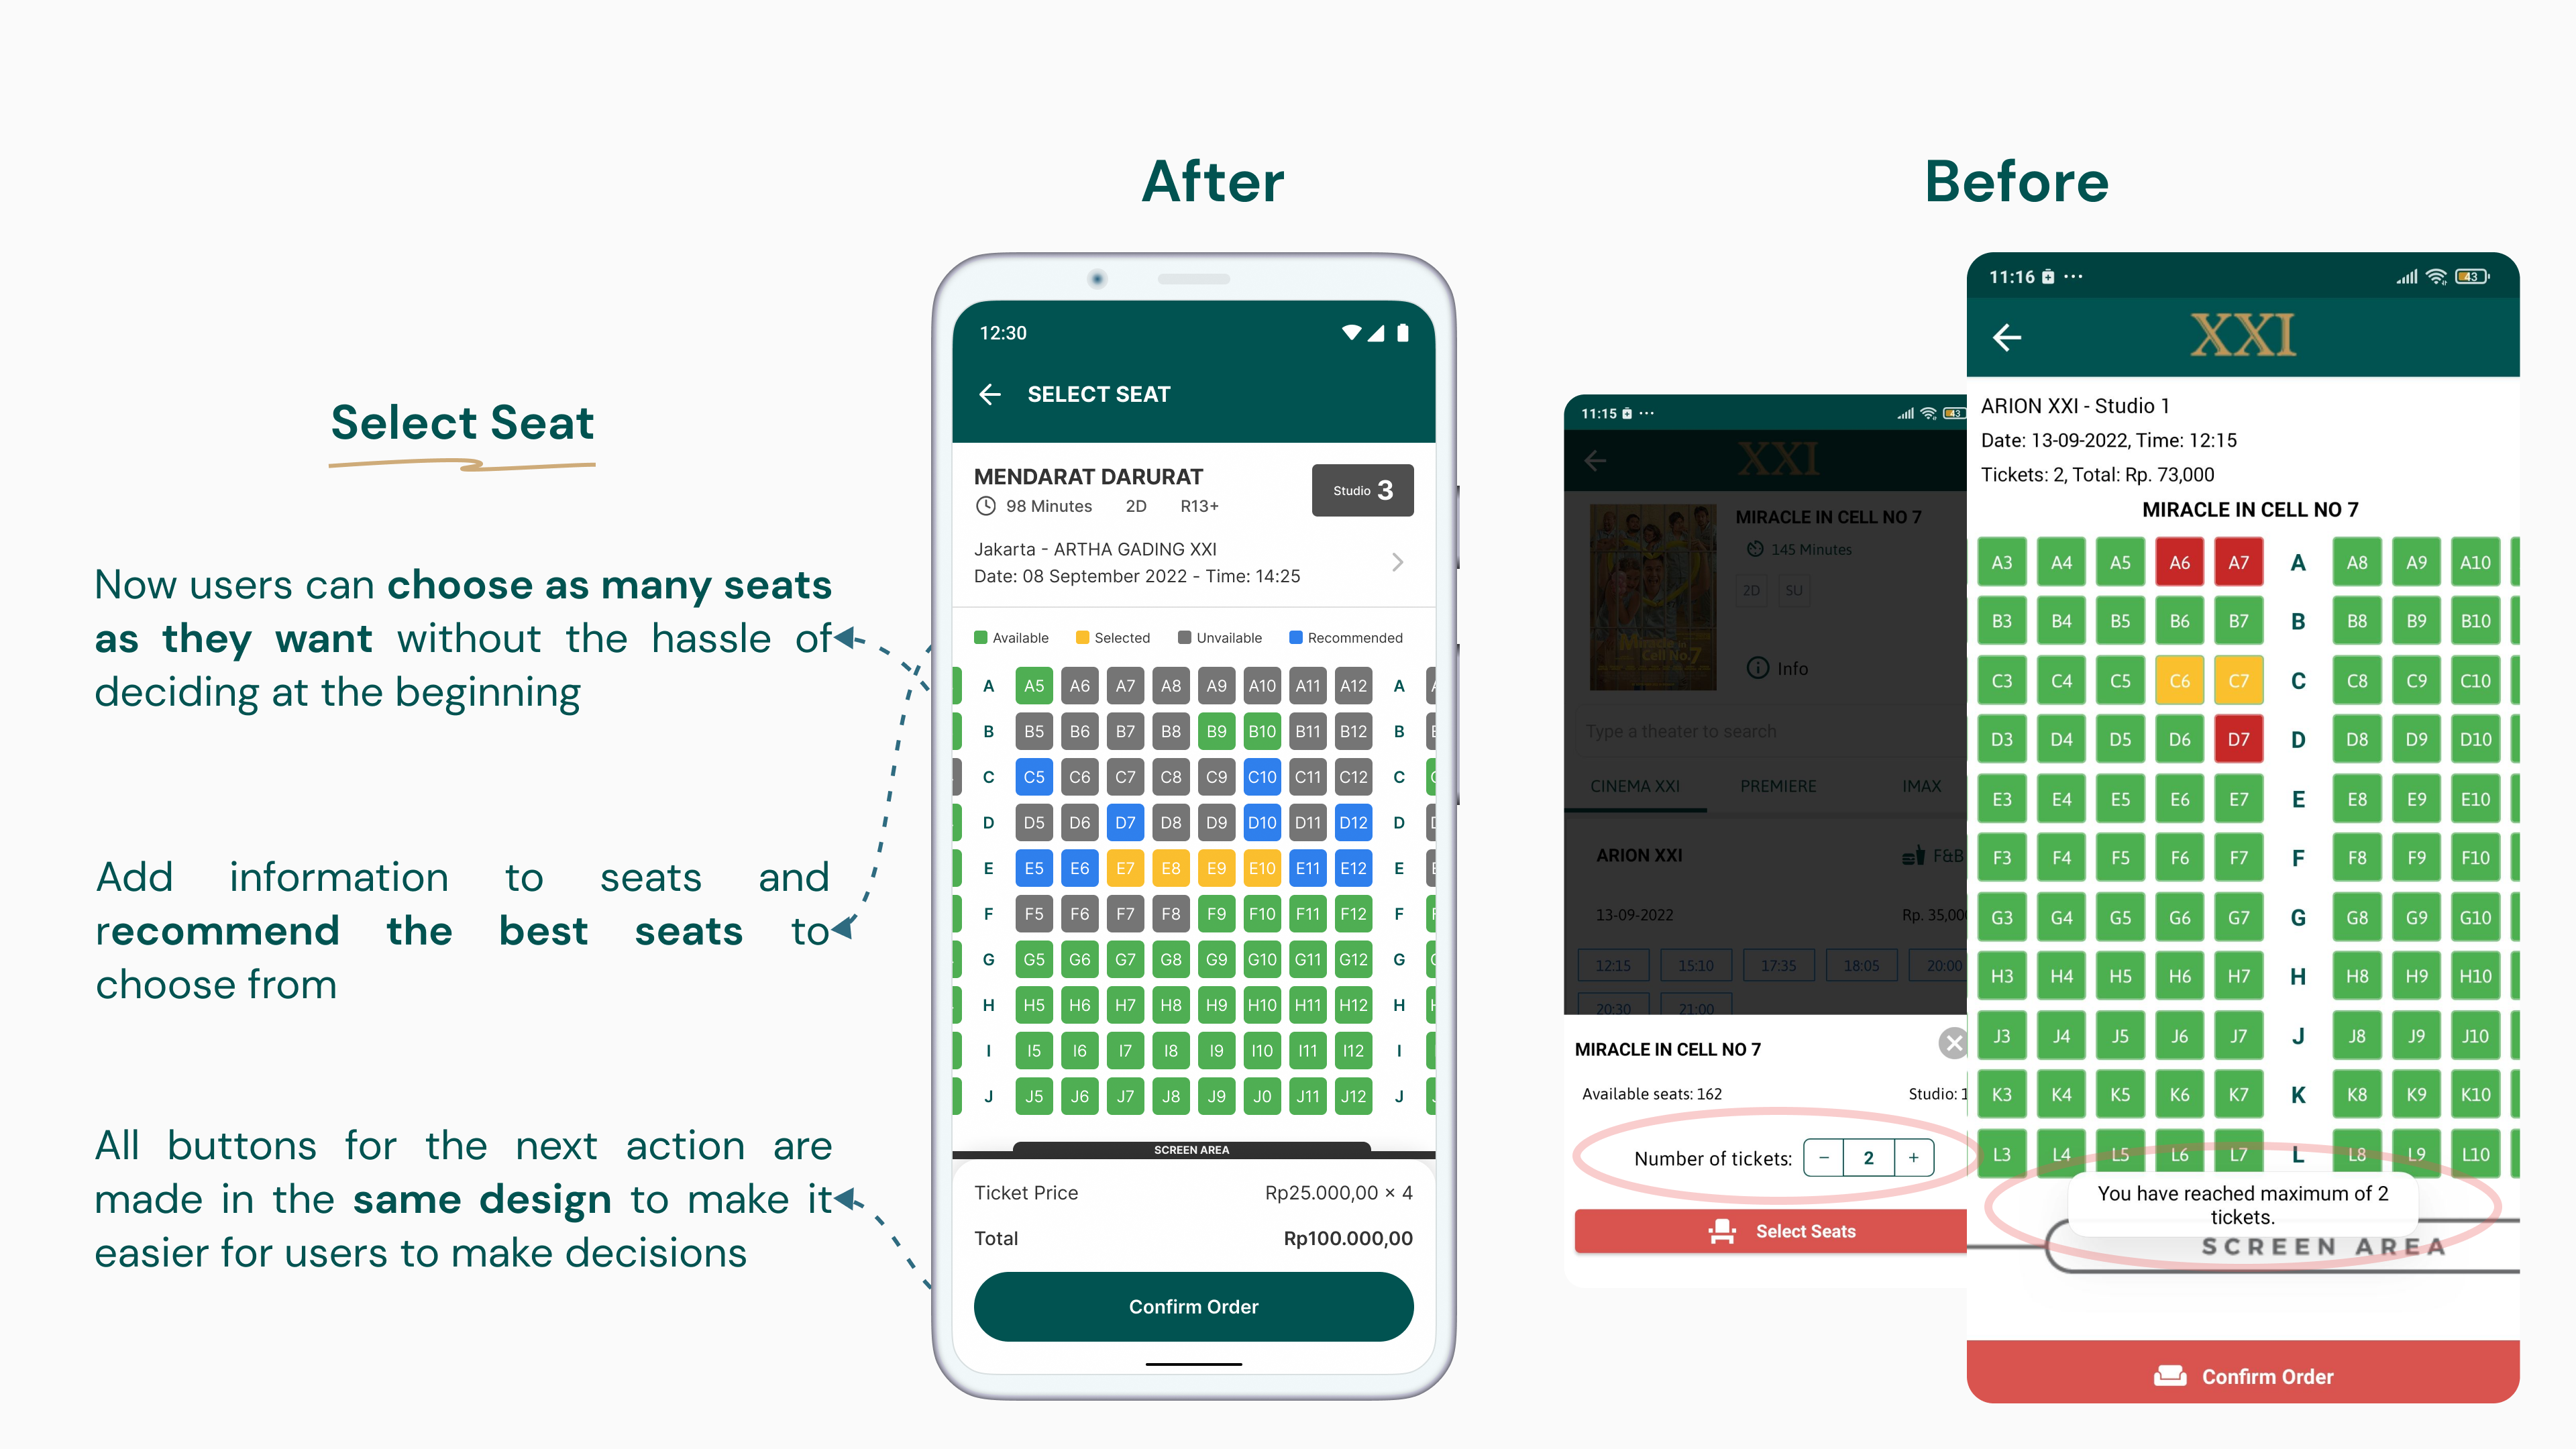 After
Before
Select Seat
Now users can choose as many seats
as they want without the hassle of
deciding at the beginning
Add information to seats and
recommend the best seats to
choose from
All buttons for the next action are
made in the same design to make it
easier for users to make decisions
12:30
SELECT SEAT
MENDARAT DARURAT
Studio 3
98 Minutes 2D R13+
Jakarta - ARTHA GADING XXI
Date: 08 September 2022 - Time: 14:25
Available Selected Unvailable Recommended
A A5 A6 A7 A8 A9 A10 A11 A12 A
B B5 B6 B7 B8 B9 B10 B11 B12 B
C C5 C6 C7 C8 C9 C10 C11 C12 C
D D5 D6 D7 D8 D9 D10 D11 D12 D
E E5 E6 E7 E8 E9 E10 E11 E12 E
F F5 F6 F7 F8 F9 F10 F11 F12 F
G G5 G6 G7 G8 G9 G10 G11 G12 G
H H5 H6 H7 H8 H9 H10 H11 H12 H
I I5 I6 I7 I8 I9 I10 I11 I12 I
J J5 J6 J7 J8 J9 J0 J11 J12 J
SCREEN AREA
Ticket Price Rp25.000,00 × 4
Total Rp100.000,00
Confirm Order
11:15 ··· 43
XXI
Miracle in
Cell No.7
MIRACLE IN CELL NO 7
145 Minutes
2D SU
Info
Type a theater to search
CINEMA XXI PREMIERE IMAX
ARION XXI F&B
13-09-2022 Rp. 35,00
12:15 15:10 17:35 18:05 20:00
20:30 21:00
MIRACLE IN CELL NO 7
Available seats: 162 Studio: 1
Number of tickets: − 2 +
Select Seats
11:16 ··· 43
XXI
ARION XXI - Studio 1
Date: 13-09-2022, Time: 12:15
Tickets: 2, Total: Rp. 73,000
MIRACLE IN CELL NO 7
A3 A4 A5 A6 A7 A A8 A9 A10
B3 B4 B5 B6 B7 B B8 B9 B10
C3 C4 C5 C6 C7 C C8 C9 C10
D3 D4 D5 D6 D7 D D8 D9 D10
E3 E4 E5 E6 E7 E E8 E9 E10
F3 F4 F5 F6 F7 F F8 F9 F10
G3 G4 G5 G6 G7 G G8 G9 G10
H3 H4 H5 H6 H7 H H8 H9 H10
J3 J4 J5 J6 J7 J J8 J9 J10
K3 K4 K5 K6 K7 K K8 K9 K10
L3 L4 L5 L6 L7 L L8 L9 L10
You have reached maximum of 2
tickets.
SCREEN AREA
Confirm Order